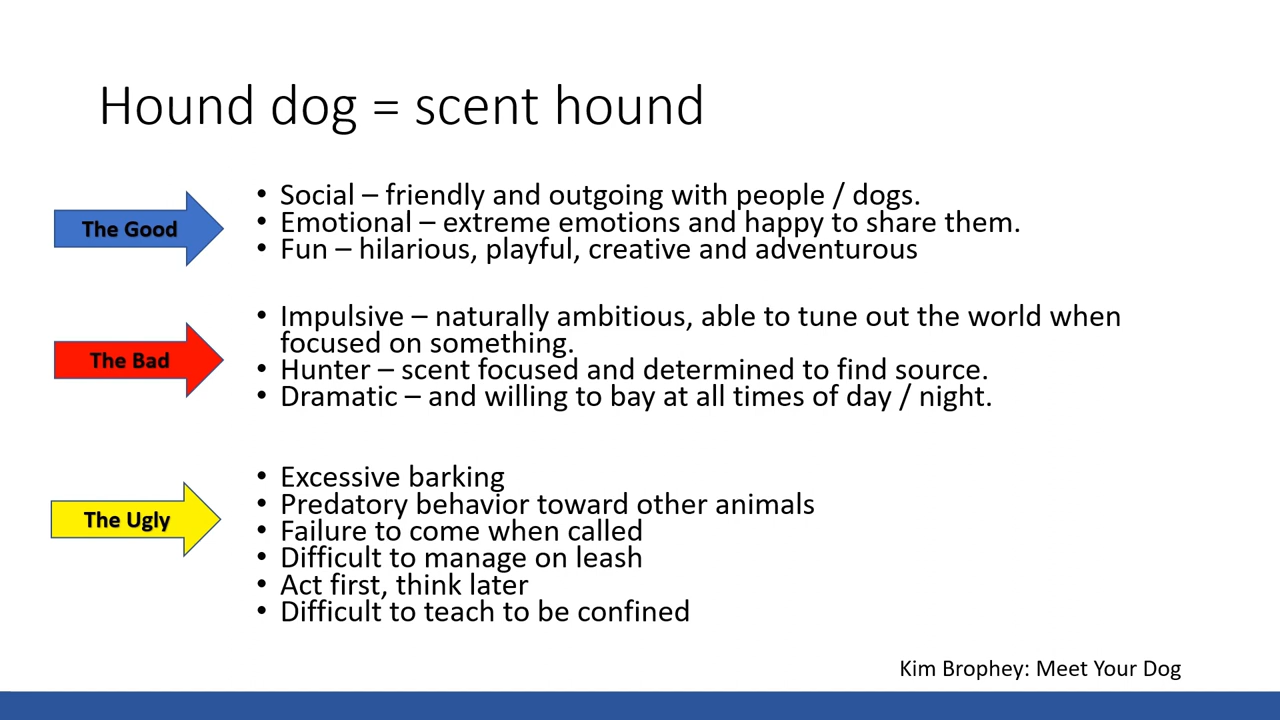 Hound dog = scent hound
The Good
• Social – friendly and outgoing with people / dogs.
• Emotional – extreme emotions and happy to share them.
• Fun – hilarious, playful, creative and adventurous
The Bad
• Impulsive – naturally ambitious, able to tune out the world when
focused on something.
• Hunter – scent focused and determined to find source.
• Dramatic – and willing to bay at all times of day / night.
The Ugly
• Excessive barking
• Predatory behavior toward other animals
• Failure to come when called
• Difficult to manage on leash
• Act first, think later
• Difficult to teach to be confined
Kim Brophey: Meet Your Dog